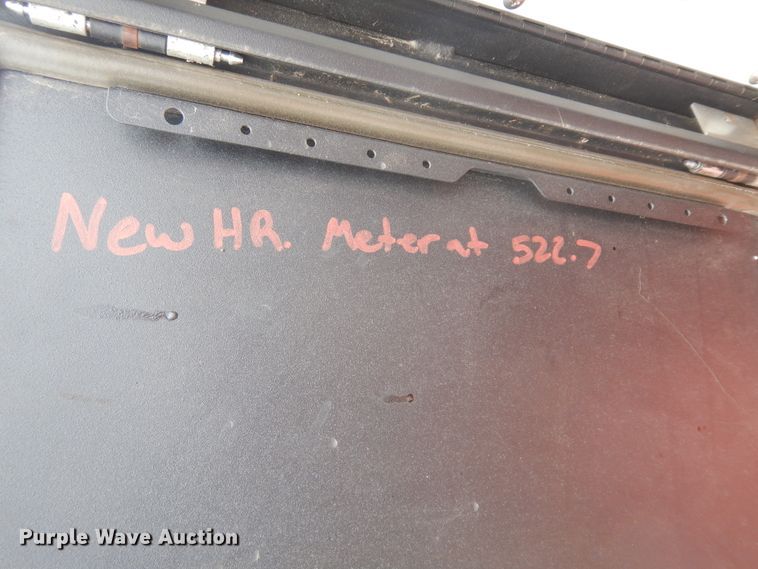 New HR. Meter at 522.7
Purple Wave Auction